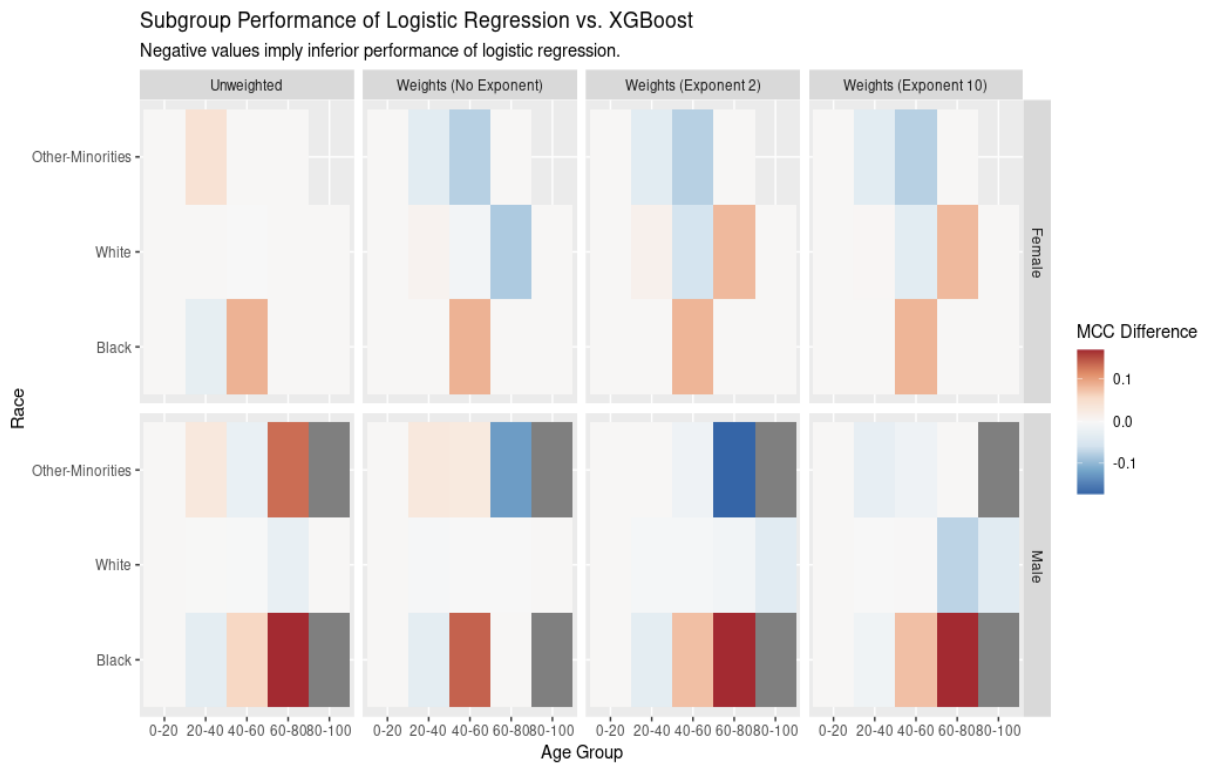 Subgroup Performance of Logistic Regression vs. XGBoost
Negative values imply inferior performance of logistic regression.
Unweighted
Weights (No Exponent)
Weights (Exponent 2)
Weights (Exponent 10)
Race
Other-Minorities
White
Black
Female
Other-Minorities
White
Black
Male
MCC Difference
0.1
0.0
-0.1
0-20 20-40 40-60 60-80 80-100
0-20 20-40 40-60 60-80 80-100
0-20 20-40 40-60 60-80 80-100
0-20 20-40 40-60 60-80 80-100
Age Group